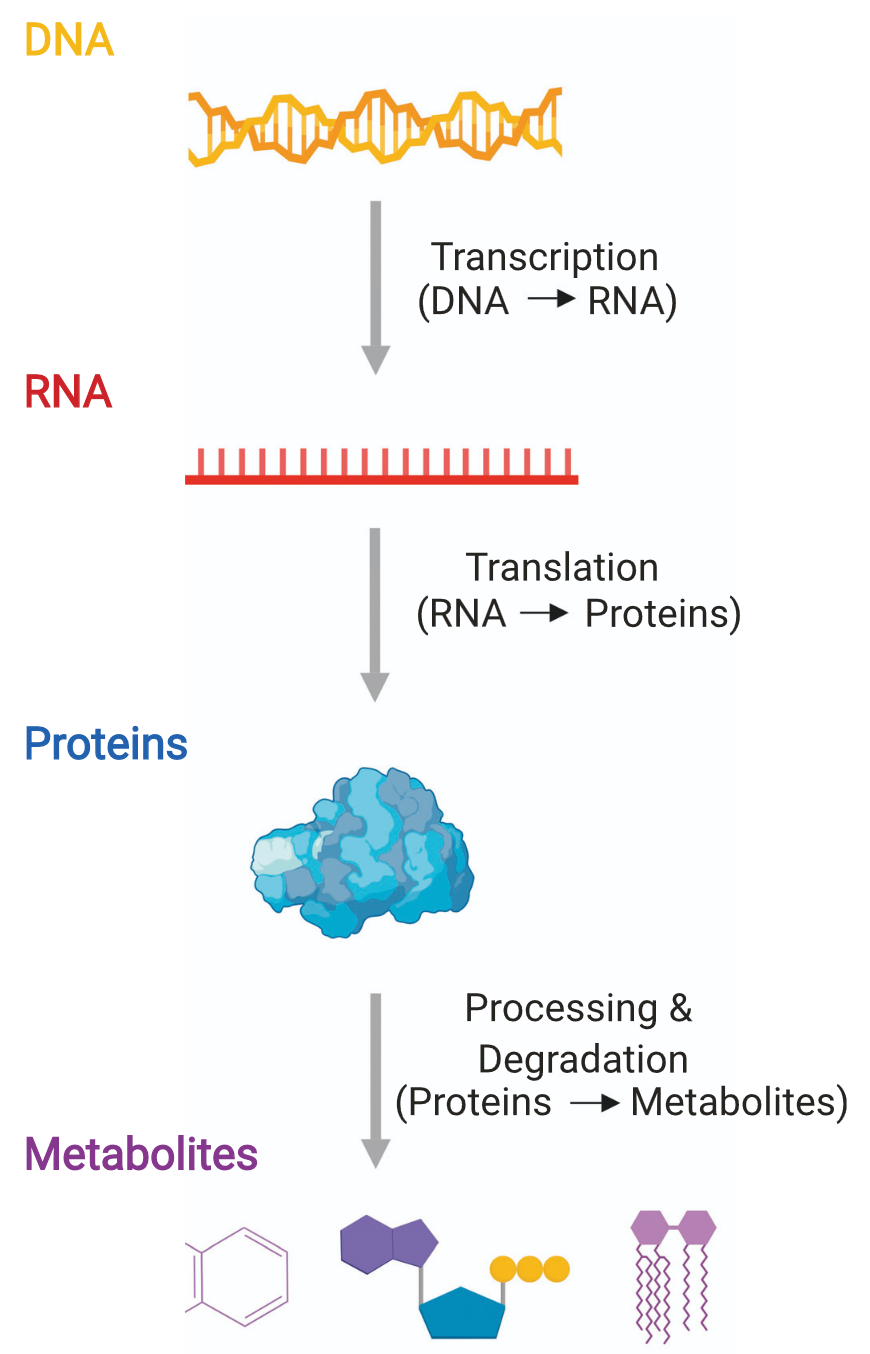 DNA
Transcription
(DNA → RNA)
RNA
Translation
(RNA → Proteins)
Proteins
Processing &
Degradation
(Proteins → Metabolites)
Metabolites